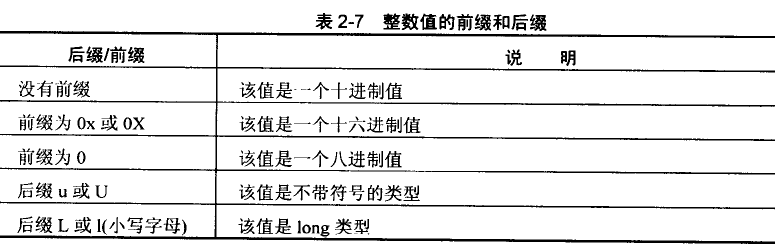 表 2-7 整数值的前缀和后缀
后缀/前缀 说 明
没有前缀 该值是一个十进制值
前缀为 0x 或 0X 该值是一个十六进制值
前缀为 0 该值是一个八进制值
后缀 u 或 U 该值是不带符号的类型
后缀 L 或 l(小写字母) 该值是 long 类型